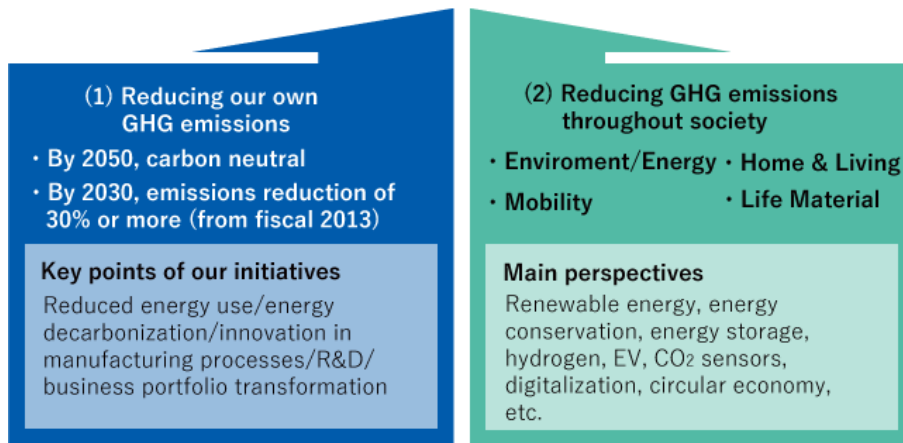 (1) Reducing our own
GHG emissions
・By 2050, carbon neutral
・By 2030, emissions reduction of
30% or more (from fiscal 2013)
Key points of our initiatives
Reduced energy use/energy
decarbonization/innovation in
manufacturing processes/R&D/
business portfolio transformation
(2) Reducing GHG emissions
throughout society
・Enviroment/Energy
・Home & Living
・Mobility
・Life Material
Main perspectives
Renewable energy, energy
conservation, energy storage,
hydrogen, EV, CO₂ sensors,
digitalization, circular economy,
etc.